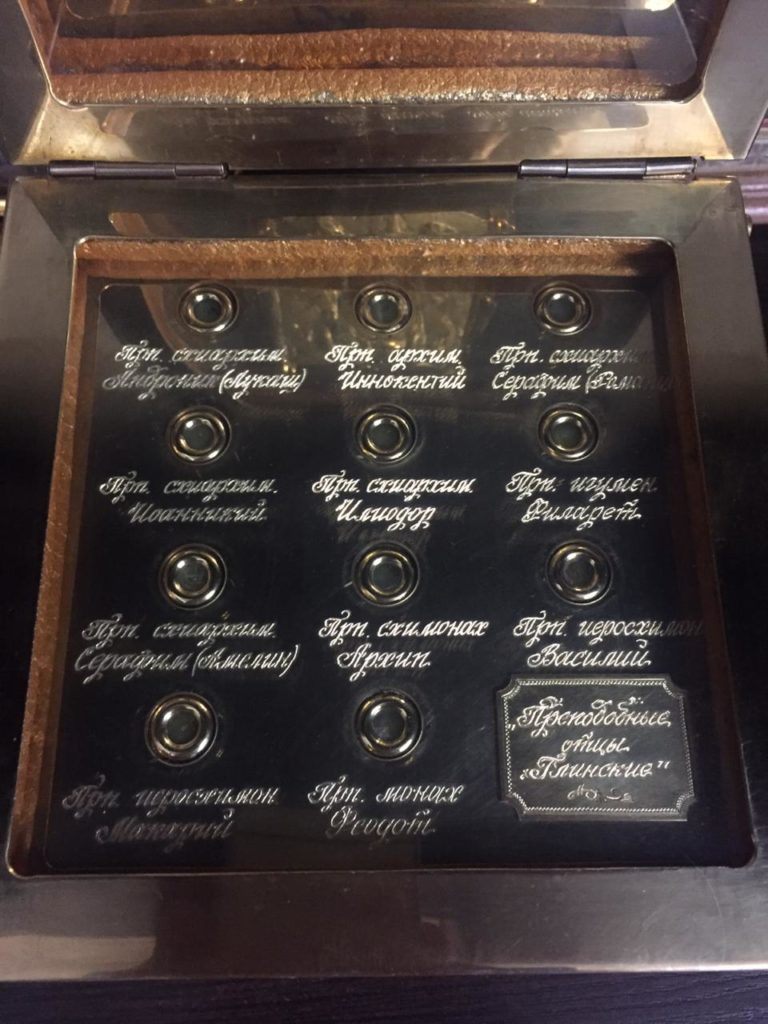 Прп. схиархим.
Андроник (Лукаш)
Прп. архим.
Иннокентий
Прп. схиархим.
Серафим (Романцов)
Прп. схиархим.
Иоанникий
Прп. схиархим.
Илиодор
Прп. игумен
Филарет
Прп. схиархим.
Серафим (Амелин)
Прп. схимонах
Архип
Прп. иеросхимон
Василий
Прп. иеросхимон
Макарий
Прп. монах
Феодот
„Преподобные
отцы
„Глинские"